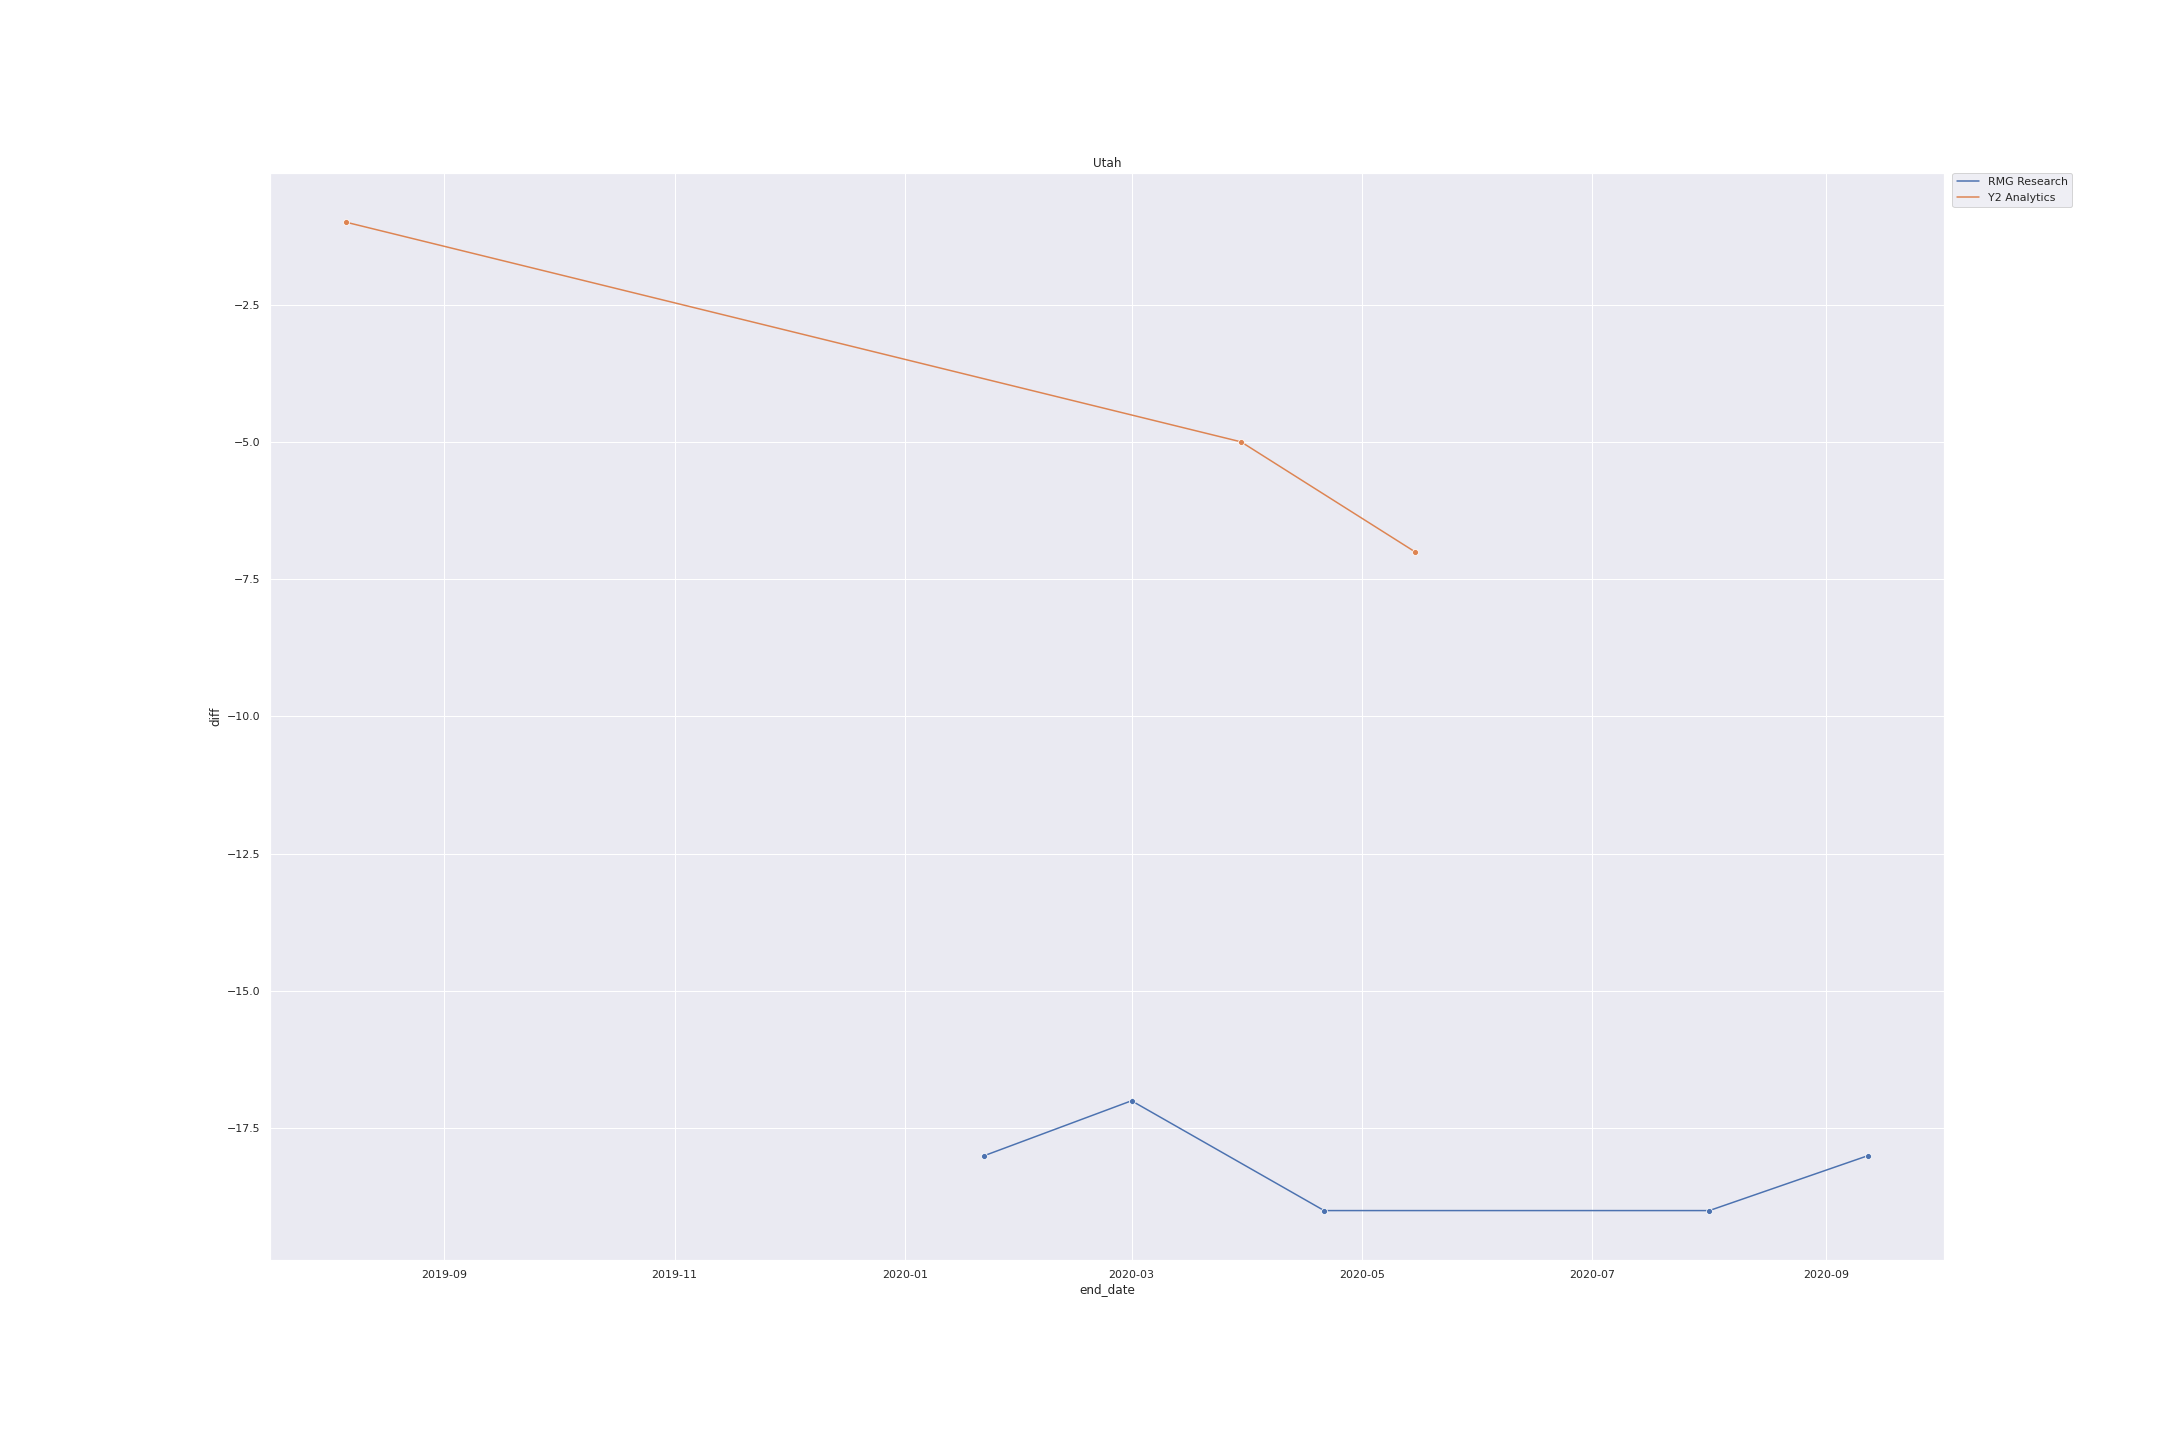 Utah
RMG Research
Y2 Analytics
−2.5
−5.0
−7.5
−10.0
−12.5
−15.0
−17.5
diff
2019-09
2019-11
2020-01
2020-03
2020-05
2020-07
2020-09
end_date